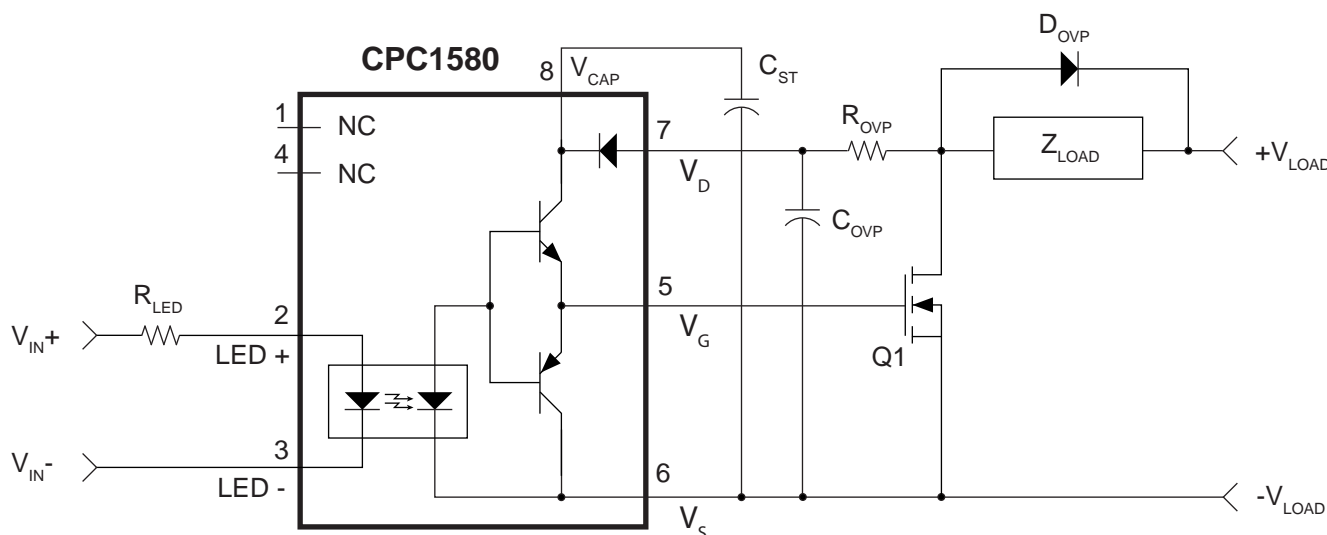 CPC1580
8
V_CAP
C_ST
D_OVP
1
NC
4
NC
7
V_D
R_OVP
C_OVP
Z_LOAD
+V_LOAD
5
V_G
Q1
R_LED
V_IN+
2
LED +
V_IN-
3
LED -
6
V_S
-V_LOAD